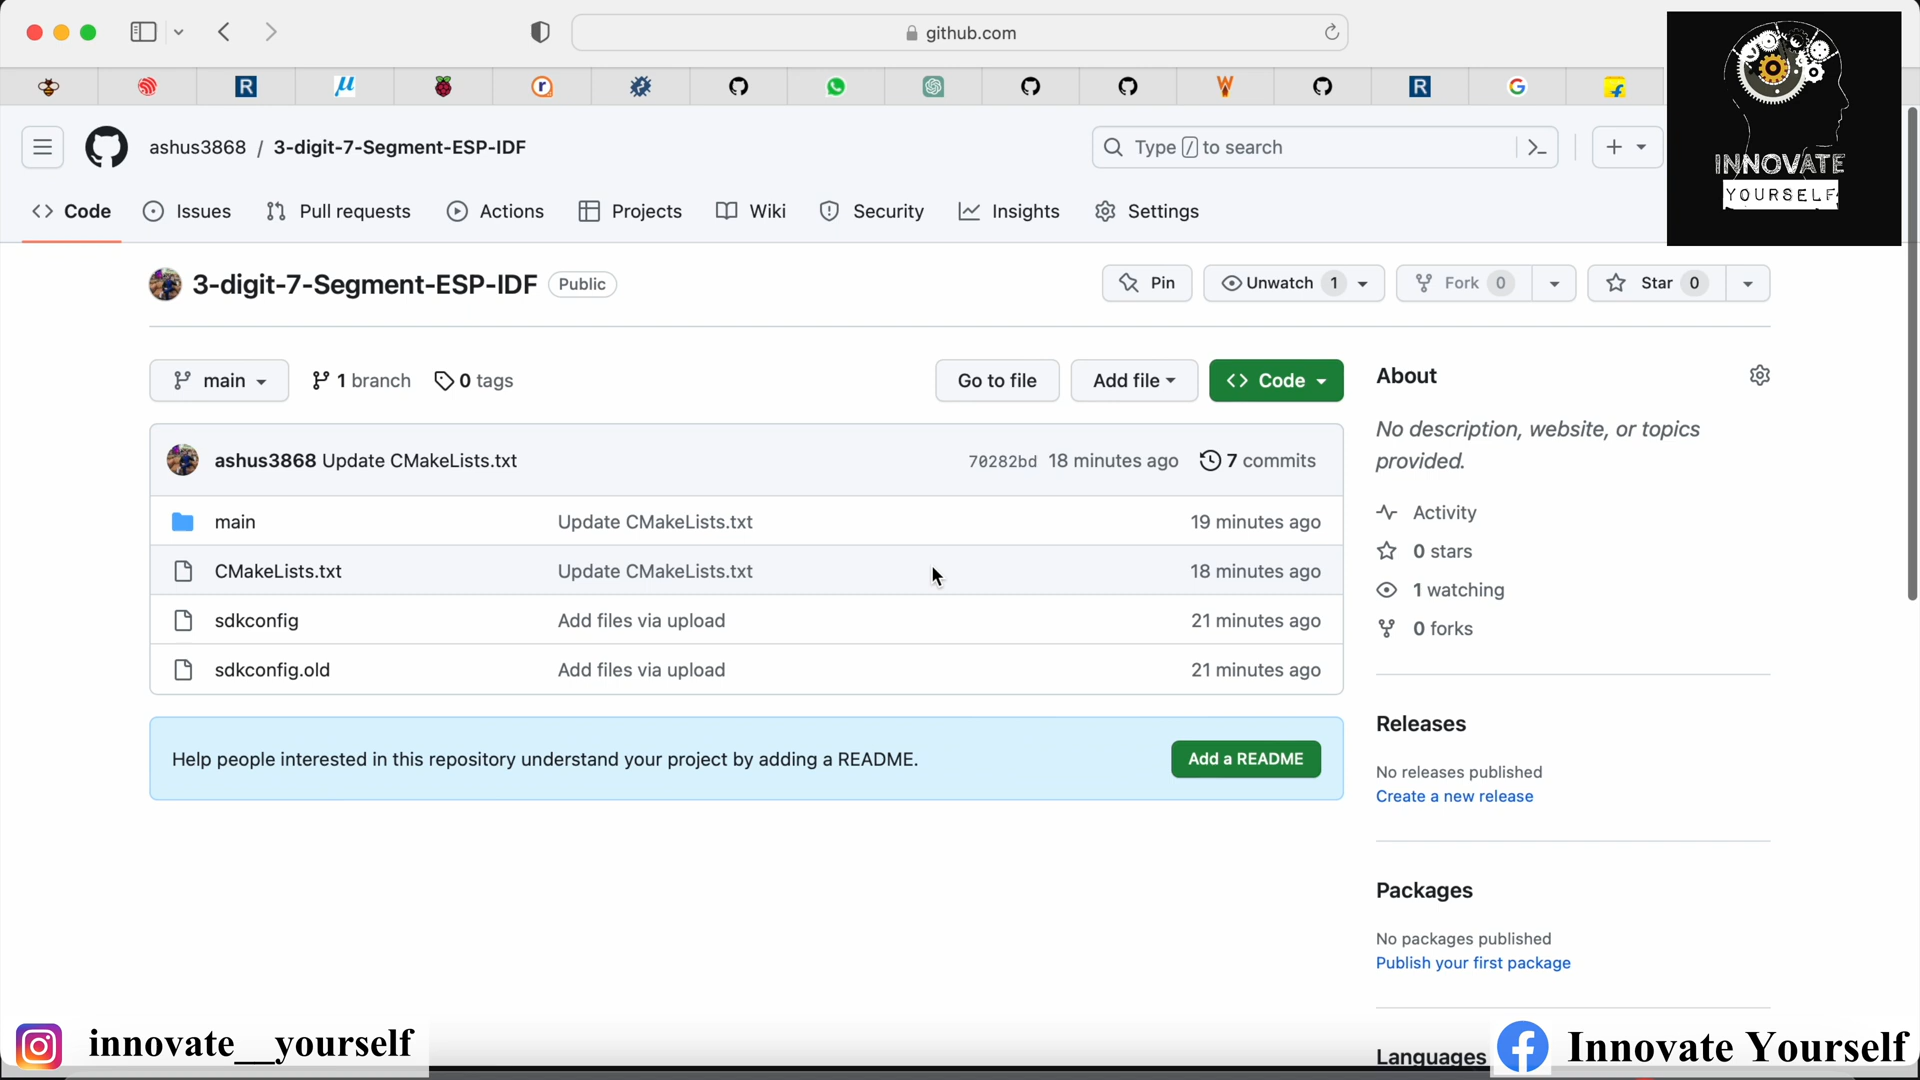 github.com
ashus3868 / 3-digit-7-Segment-ESP-IDF
Type / to search
Code
Issues
Pull requests
Actions
Projects
Wiki
Security
Insights
Settings
INNOVATE
YOURSELF
3-digit-7-Segment-ESP-IDF
Public
Pin
Unwatch 1
Fork 0
Star 0
main
1 branch
0 tags
Go to file
Add file
Code
ashus3868 Update CMakeLists.txt
70282bd 18 minutes ago
7 commits
main Update CMakeLists.txt 19 minutes ago
CMakeLists.txt Update CMakeLists.txt 18 minutes ago
sdkconfig Add files via upload 21 minutes ago
sdkconfig.old Add files via upload 21 minutes ago
Help people interested in this repository understand your project by adding a README.
Add a README
About
No description, website, or topics
provided.
Activity
0 stars
1 watching
0 forks
Releases
No releases published
Create a new release
Packages
No packages published
Publish your first package
Languages
innovate__yourself
Innovate Yourself